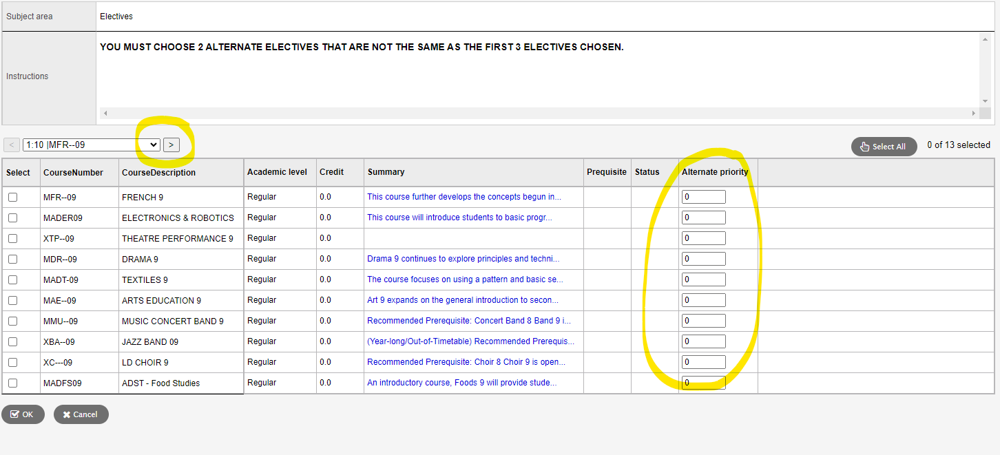 Subject area Electives
Instructions YOU MUST CHOOSE 2 ALTERNATE ELECTIVES THAT ARE NOT THE SAME AS THE FIRST 3 ELECTIVES CHOSEN.
< 1:10 |MFR--09 > Select All 0 of 13 selected
Select CourseNumber CourseDescription Academic level Credit Summary Prequisite Status Alternate priority
MFR--09 FRENCH 9 Regular 0.0 This course further develops the concepts begun in... 0
MADER09 ELECTRONICS & ROBOTICS Regular 0.0 This course will introduce students to basic progr... 0
XTP--09 THEATRE PERFORMANCE 9 Regular 0.0 0
MDR--09 DRAMA 9 Regular 0.0 Drama 9 continues to explore principles and techni... 0
MADT-09 TEXTILES 9 Regular 0.0 The course focuses on using a pattern and basic se... 0
MAE--09 ARTS EDUCATION 9 Regular 0.0 Art 9 expands on the general introduction to secon... 0
MMU--09 MUSIC CONCERT BAND 9 Regular 0.0 Recommended Prerequisite: Concert Band 8 Band 9 i... 0
XBA--09 JAZZ BAND 09 Regular 0.0 (Year-long/Out-of-Timetable) Recommended Prerequis... 0
XC---09 LD CHOIR 9 Regular 0.0 Recommended Prerequisite: Choir 8 Choir 9 is open... 0
MADFS09 ADST - Food Studies Regular 0.0 An introductory course, Foods 9 will provide stude... 0
OK Cancel